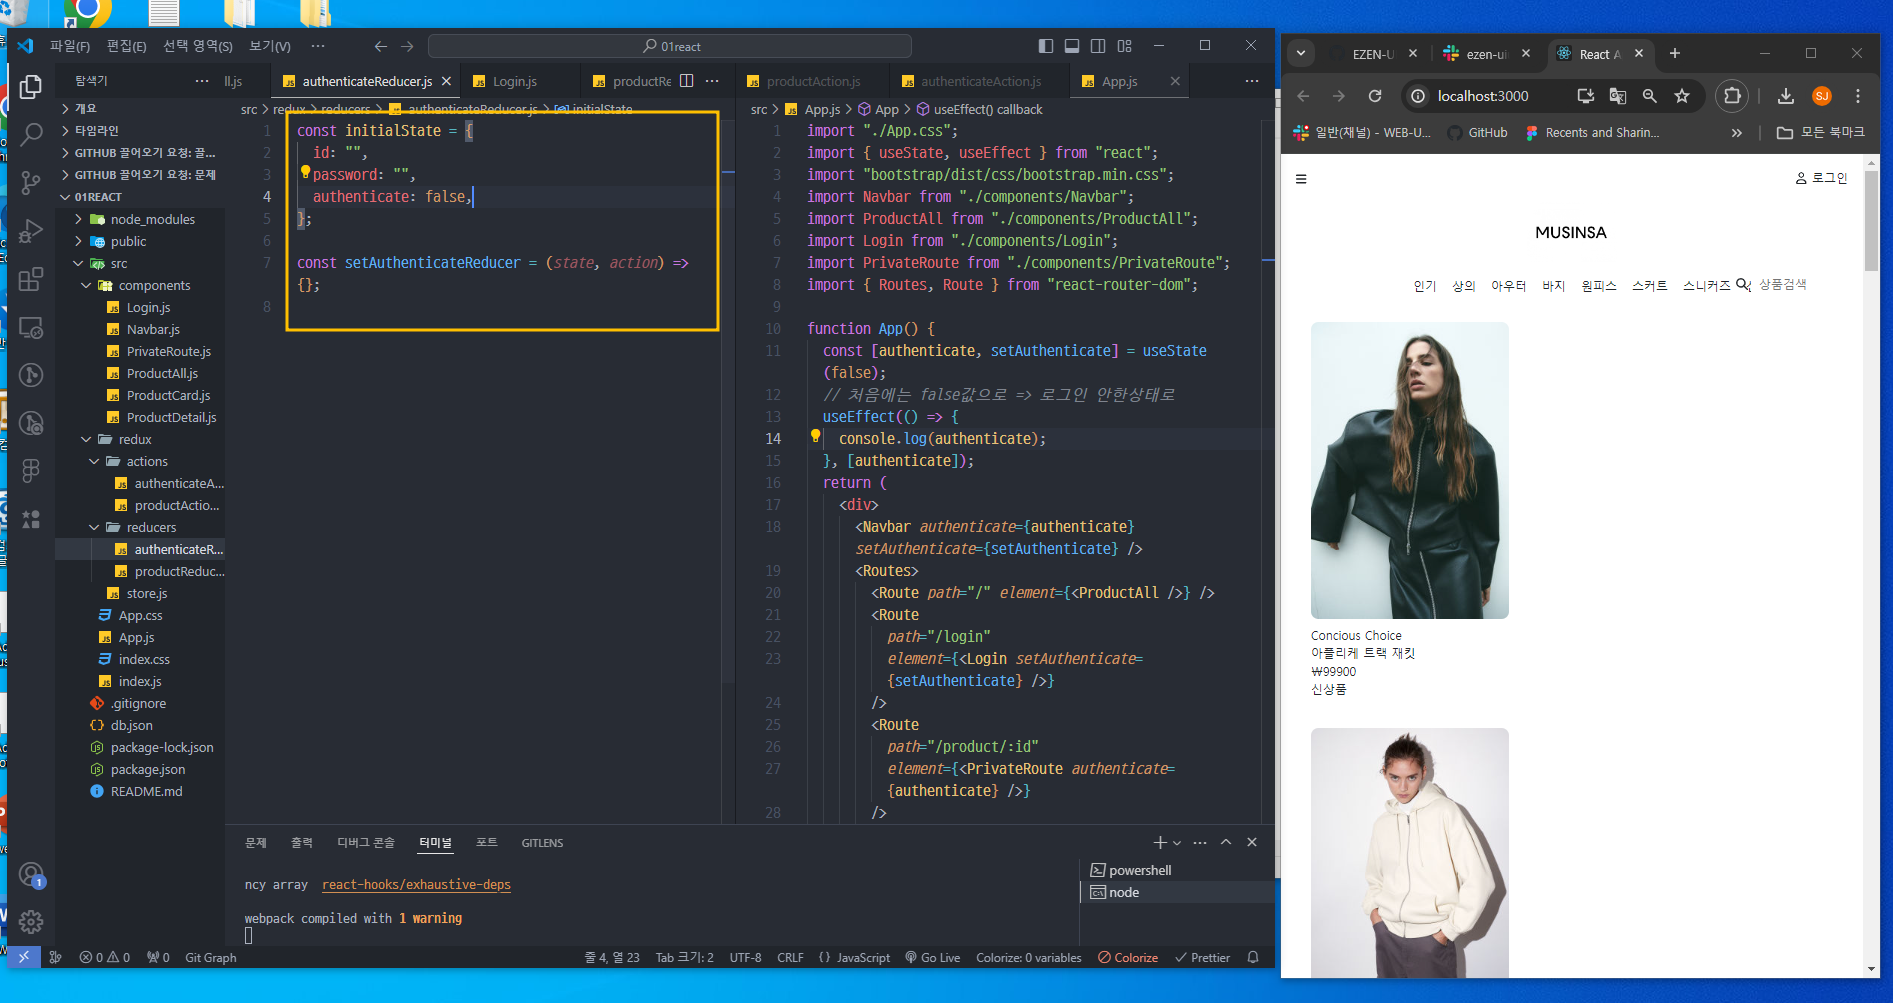 파일(F) 편집(E) 선택 영역(S) 보기(V) ··· 01react
탐색기 ···
개요
타임라인
GITHUB 끌어오기 요청: 끌...
GITHUB 끌어오기 요청: 문제
01REACT
node_modules
public
src
components
Login.js
Navbar.js
PrivateRoute.js
ProductAll.js
ProductCard.js
ProductDetail.js
redux
actions
authenticateA...
productActio...
reducers
authenticateR...
productReduc...
store.js
App.css
App.js
index.css
index.js
.gitignore
db.json
package-lock.json
package.json
README.md
ll.js authenticateReducer.js Login.js productRe ···
src > redux > reducers > authenticateReducer.js > initialState
1 const initialState = {
2 id: "",
3 password: "",
4 authenticate: false,
5 };
6
7 const setAuthenticateReducer = (state, action) =>
{};
8
productAction.js authenticateAction.js App.js ···
src > App.js > App > useEffect() callback
1 import "./App.css";
2 import { useState, useEffect } from "react";
3 import "bootstrap/dist/css/bootstrap.min.css";
4 import Navbar from "./components/Navbar";
5 import ProductAll from "./components/ProductAll";
6 import Login from "./components/Login";
7 import PrivateRoute from "./components/PrivateRoute";
8 import { Routes, Route } from "react-router-dom";
9
10 function App() {
11 const [authenticate, setAuthenticate] = useState
(false);
12 // 처음에는 false값으로 => 로그인 안한상태로
13 useEffect(() => {
14 console.log(authenticate);
15 }, [authenticate]);
16 return (
17 <div>
18 <Navbar authenticate={authenticate}
setAuthenticate={setAuthenticate} />
19 <Routes>
20 <Route path="/" element={<ProductAll />} />
21 <Route
22 path="/login"
23 element={<Login setAuthenticate=
{setAuthenticate} />}
24 />
25 <Route
26 path="/product/:id"
27 element={<PrivateRoute authenticate=
{authenticate} />}
28 />
문제 출력 디버그 콘솔 터미널 포트 GITLENS
ncy array react-hooks/exhaustive-deps
webpack compiled with 1 warning
powershell
node
1
0 0 0 Git Graph 줄 4, 열 23 Tab 크기: 2 UTF-8 CRLF {} JavaScript Go Live Colorize: 0 variables Colorize Prettier
EZEN-U ezen-ui React A
localhost:3000 SJ
일반(채널) - WEB-U... GitHub Recents and Sharin... » 모든 북마크
로그인
MUSINSA
인기 상의 아우터 바지 원피스 스커트 스니커즈 상품검색
Concious Choice
아플리케 트랙 재킷
₩99900
신상품